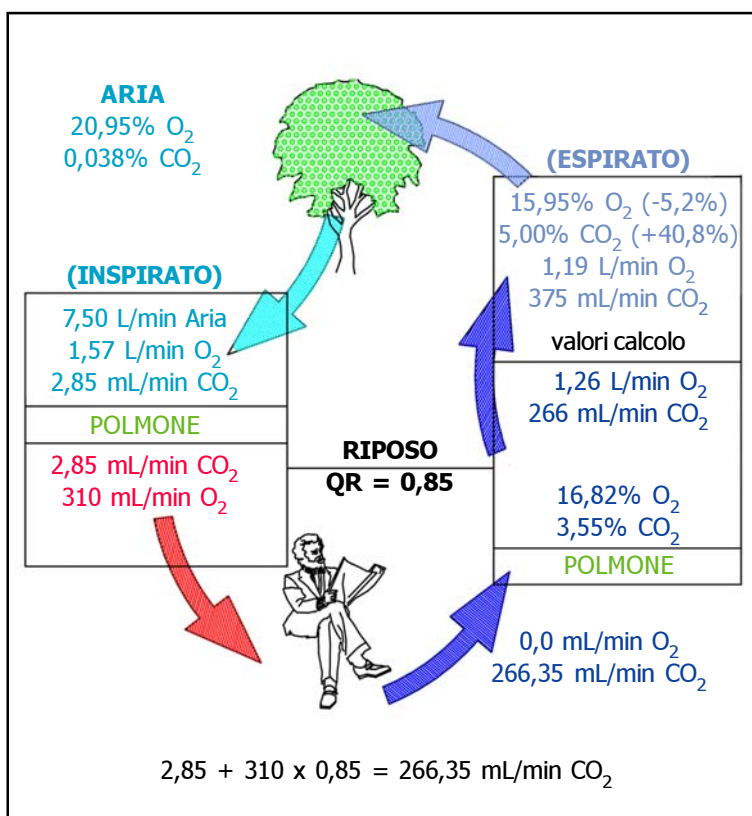 ARIA
20,95% O₂
0,038% CO₂
(INSPIRATO)
7,50 L/min Aria
1,57 L/min O₂
2,85 mL/min CO₂
POLMONE
2,85 mL/min CO₂
310 mL/min O₂
RIPOSO
QR = 0,85
(ESPIRATO)
15,95% O₂ (-5,2%)
5,00% CO₂ (+40,8%)
1,19 L/min O₂
375 mL/min CO₂
valori calcolo
1,26 L/min O₂
266 mL/min CO₂
16,82% O₂
3,55% CO₂
POLMONE
0,0 mL/min O₂
266,35 mL/min CO₂
2,85 + 310 x 0,85 = 266,35 mL/min CO₂